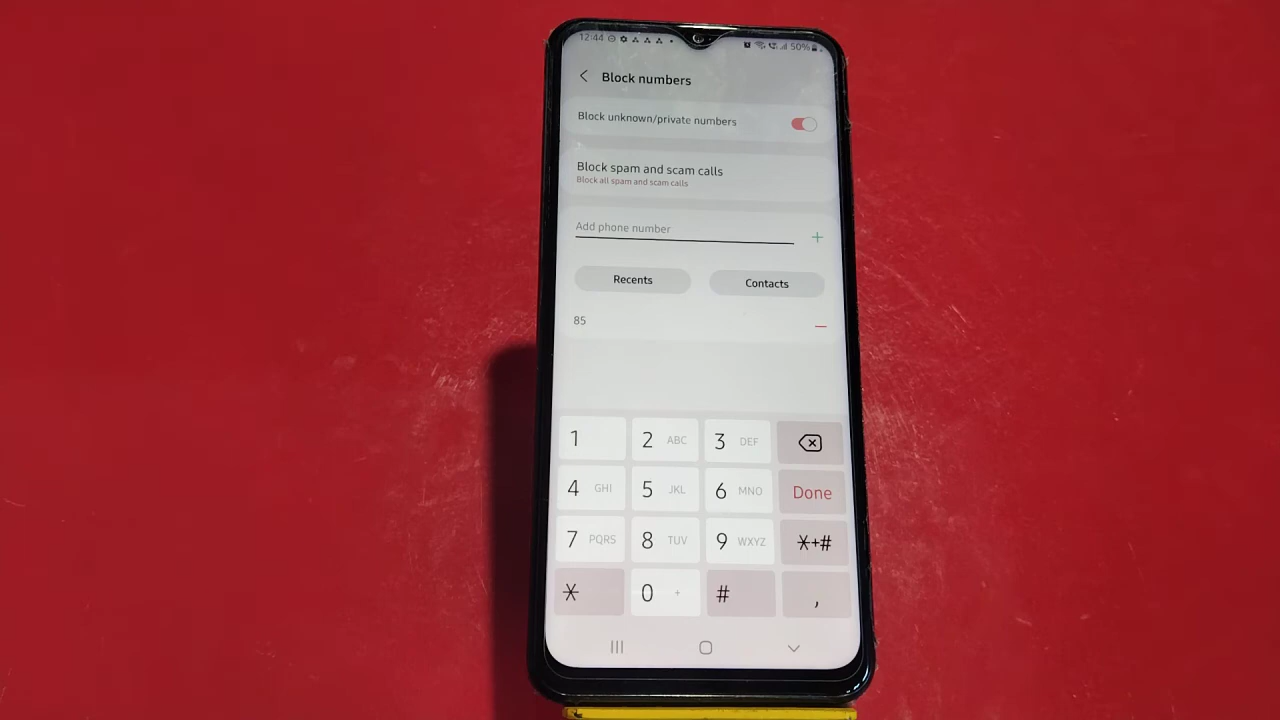 12:44
50%
Block numbers
Block unknown/private numbers
Block spam and scam calls
Block all spam and scam calls
Add phone number
+
Recents
Contacts
85
1
2 ABC
3 DEF
4 GHI
5 JKL
6 MNO
Done
7 PQRS
8 TUV
9 WXYZ
*+#
*
0 +
#
,